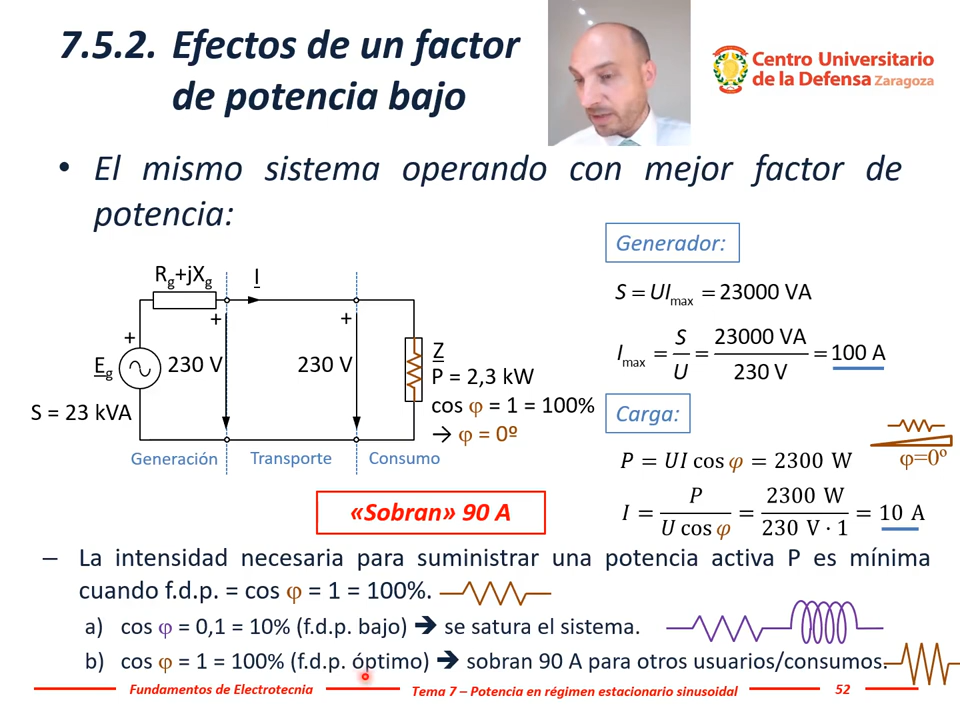 7.5.2. Efectos de un factor
de potencia bajo
Centro Universitario
de la Defensa Zaragoza
• El mismo sistema operando con mejor factor de
potencia:
Generador:
S = UImax = 23000 VA
Imax = S/U = 23000 VA / 230 V = 100 A
Rg+jXg
I
+
+
+
Eg
230 V
230 V
Z
P = 2,3 kW
cos φ = 1 = 100%
→ φ = 0º
S = 23 kVA
Generación
Transporte
Consumo
Carga:
φ=0º
P = UI cos φ = 2300 W
I = P / U cos φ = 2300 W / 230 V · 1 = 10 A
«Sobran» 90 A
– La intensidad necesaria para suministrar una potencia activa P es mínima
cuando f.d.p. = cos φ = 1 = 100%.
a) cos φ = 0,1 = 10% (f.d.p. bajo) 🡺 se satura el sistema.
b) cos φ = 1 = 100% (f.d.p. óptimo) 🡺 sobran 90 A para otros usuarios/consumos.
Fundamentos de Electrotecnia
Tema 7 – Potencia en régimen estacionario sinusoidal
52